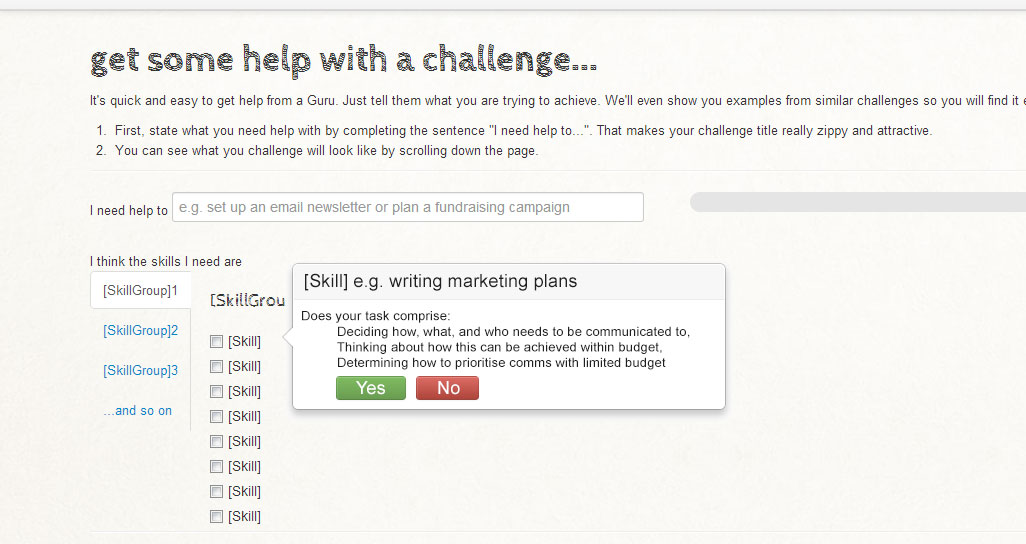 get some help with a challenge...
It's quick and easy to get help from a Guru. Just tell them what you are trying to achieve. We'll even show you examples from similar challenges so you will find it
1. First, state what you need help with by completing the sentence "I need help to...". That makes your challenge title really zippy and attractive.
2. You can see what you challenge will look like by scrolling down the page.
I need help to e.g. set up an email newsletter or plan a fundraising campaign
I think the skills I need are
[SkillGroup]1
[SkillGroup]2
[SkillGroup]3
...and so on
[SkillGrou
[Skill]
[Skill]
[Skill]
[Skill]
[Skill]
[Skill]
[Skill]
[Skill]
[Skill] e.g. writing marketing plans
Does your task comprise:
Deciding how, what, and who needs to be communicated to,
Thinking about how this can be achieved within budget,
Determining how to prioritise comms with limited budget
Yes No